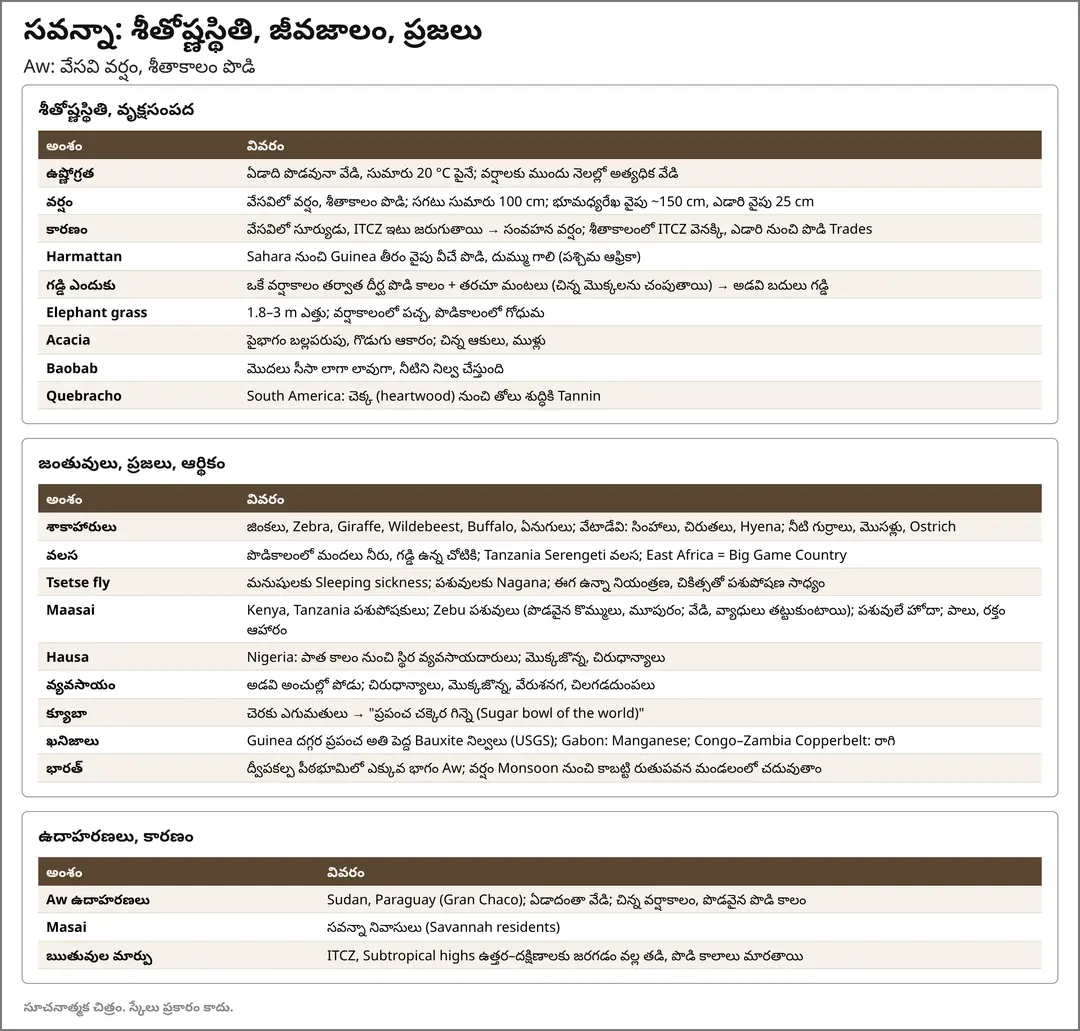 సవన్నా: శీతోష్ణస్థితి, జీవజాలం, ప్రజలు
Aw: వేసవి వర్షం, శీతాకాలం పొడి
శీతోష్ణస్థితి, వృక్షసంపద
అంశం వివరం
ఉష్ణోగ్రత ఏడాది పొడవునా వేడి, సుమారు 20 °C పైనే; వర్షాలకు ముందు నెలల్లో అత్యధిక వేడి
వర్షం వేసవిలో వర్షం, శీతాకాలం పొడి; సగటు సుమారు 100 cm; భూమధ్యరేఖ వైపు ~150 cm, ఎడారి వైపు 25 cm
కారణం వేసవిలో సూర్యుడు, ITCZ ఇటు జరుగుతాయి → సంవహన వర్షం; శీతాకాలంలో ITCZ వెనక్కి, ఎడారి నుంచి పొడి Trades
Harmattan Sahara నుంచి Guinea తీరం వైపు వీచే పొడి, దుమ్ము గాలి (పశ్చిమ ఆఫ్రికా)
గడ్డి ఎందుకు ఒకే వర్షాకాలం తర్వాత దీర్ఘ పొడి కాలం + తరచూ మంటలు (చిన్న మొక్కలను చంపుతాయి) → అడవి బదులు గడ్డి
Elephant grass 1.8–3 m ఎత్తు; వర్షాకాలంలో పచ్చ, పొడికాలంలో గోధుమ
Acacia పైభాగం బల్లపరుపు, గొడుగు ఆకారం; చిన్న ఆకులు, ముళ్లు
Baobab మొదలు సీసా లాగా లావుగా, నీటిని నిల్వ చేస్తుంది
Quebracho South America: చెక్క (heartwood) నుంచి తోలు శుద్ధికి Tannin
జంతువులు, ప్రజలు, ఆర్థికం
అంశం వివరం
శాకాహారులు జింకలు, Zebra, Giraffe, Wildebeest, Buffalo, ఏనుగులు; వేటాడేవి: సింహాలు, చిరుతలు, Hyena; నీటి గుర్రాలు, మొసళ్లు, Ostrich
వలస పొడికాలంలో మందలు నీరు, గడ్డి ఉన్న చోటికి; Tanzania Serengeti వలస; East Africa = Big Game Country
Tsetse fly మనుషులకు Sleeping sickness; పశువులకు Nagana; ఈగ ఉన్నా నియంత్రణ, చికిత్సతో పశుపోషణ సాధ్యం
Maasai Kenya, Tanzania పశుపోషకులు; Zebu పశువులు (పొడవైన కొమ్ములు, మూపురం; వేడి, వ్యాధులు తట్టుకుంటాయి); పశువులే హోదా; పాలు, రక్తం
ఆహారం
Hausa Nigeria: పాత కాలం నుంచి స్థిర వ్యవసాయదారులు; మొక్కజొన్న, చిరుధాన్యాలు
వ్యవసాయం అడవి అంచుల్లో పోడు; చిరుధాన్యాలు, మొక్కజొన్న, వేరుశనగ, చిలగడదుంపలు
క్యూబా చెరకు ఎగుమతులు → "ప్రపంచ చక్కెర గిన్నె (Sugar bowl of the world)"
ఖనిజాలు Guinea దగ్గర ప్రపంచ అతి పెద్ద Bauxite నిల్వలు (USGS); Gabon: Manganese; Congo–Zambia Copperbelt: రాగి
భారత్ ద్వీపకల్ప పీఠభూమిలో ఎక్కువ భాగం Aw; వర్షం Monsoon నుంచి కాబట్టి రుతుపవన మండలంలో చదువుతాం
ఉదాహరణలు, కారణం
అంశం వివరం
Aw ఉదాహరణలు Sudan, Paraguay (Gran Chaco); ఏడాదంతా వేడి; చిన్న వర్షాకాలం, పొడవైన పొడి కాలం
Masai సవన్నా నివాసులు (Savannah residents)
ఋతువుల మార్పు ITCZ, Subtropical highs ఉత్తర–దక్షిణాలకు జరగడం వల్ల తడి, పొడి కాలాలు మారతాయి
సూచనాత్మక చిత్రం. స్కేలు ప్రకారం కాదు.